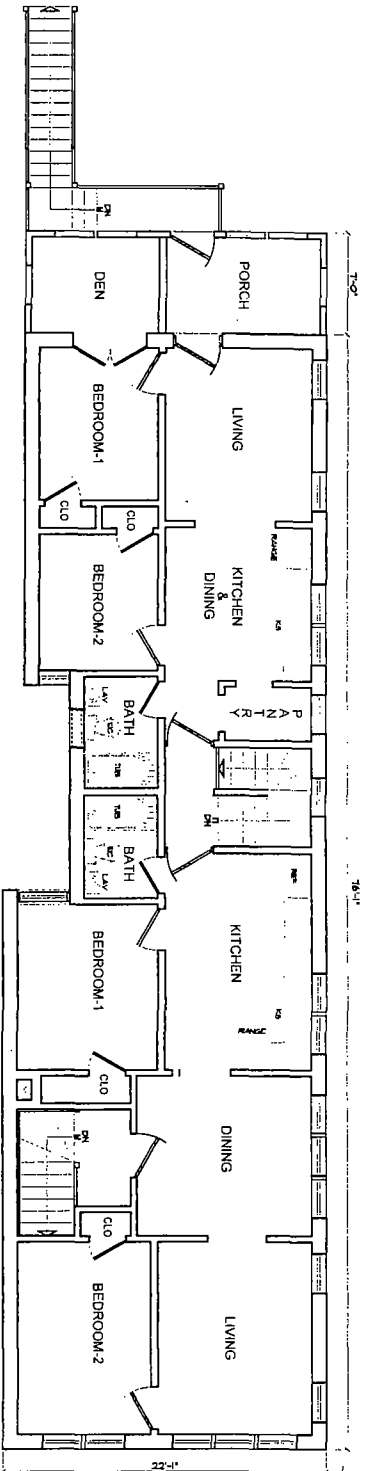 7'-0"
76'-1"
22'-1"
DN
DEN
PORCH
BEDROOM-1
LIVING
CLO
CLO
RANGE
BEDROOM-2
KITCHEN
&
DINING
K.S
PANTRY
BATH
LAV
TUB
DN
BATH
TUB
LAV
REF
KITCHEN
BEDROOM-1
K.S
RANGE
CLO
DINING
DN
CLO
BEDROOM-2
LIVING